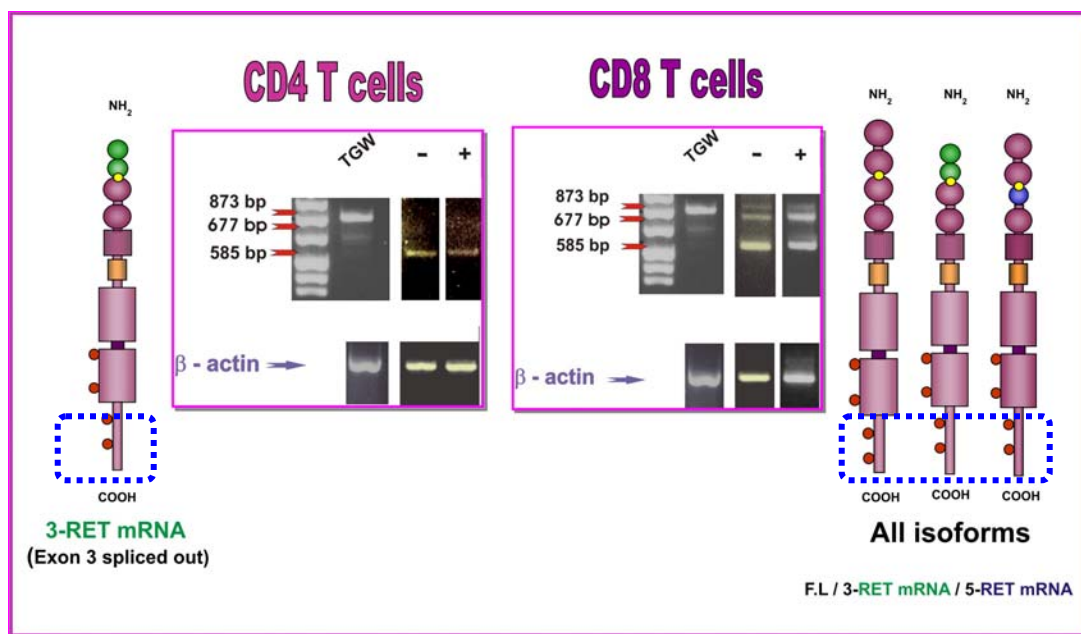 CD4 T cells
CD8 T cells
NH2
TGW
-
+
873 bp
677 bp
585 bp
β - actin
COOH
3-RET mRNA
(Exon 3 spliced out)
TGW
-
+
873 bp
677 bp
585 bp
β - actin
NH2
NH2
NH2
COOH
COOH
COOH
All isoforms
F.L / 3-RET mRNA / 5-RET mRNA